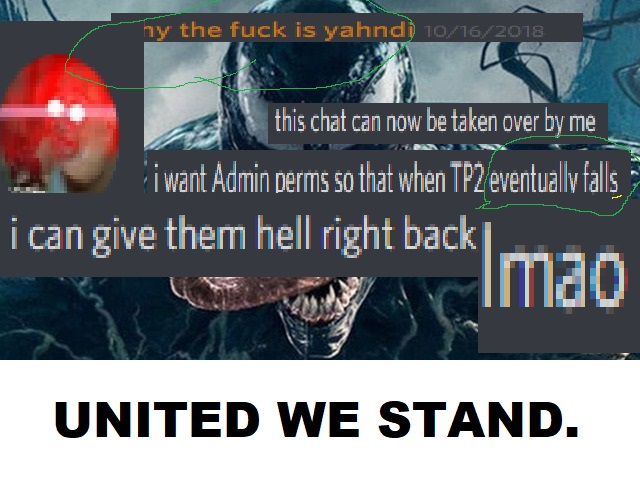 ny the fuck is yahndi 10/16/2018
this chat can now be taken over by me
i want Admin perms so that when TP2 eventually falls
i can give them hell right back
lmao
UNITED WE STAND.